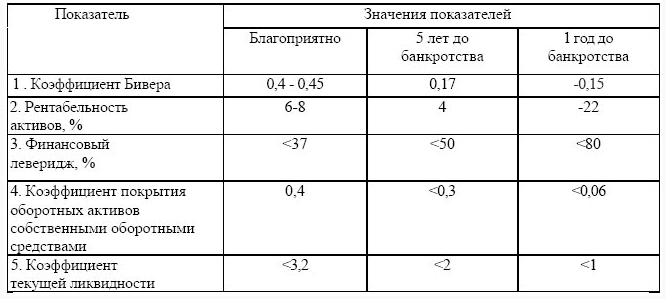 Показатель
Значения показателей
Благоприятно
5 лет до
банкротства
1 год до
банкротства
1 . Коэффициент Бивера
0,4 - 0,45
0,17
-0,15
2. Рентабельность
активов, %
6-8
4
-22
3. Финансовый
леверидж, %
<37
<50
<80
4. Коэффициент покрытия
оборотных активов
собственными оборотными
средствами
0,4
<0,3
<0,06
5. Коэффициент
текущей ликвидности
<3,2
<2
<1